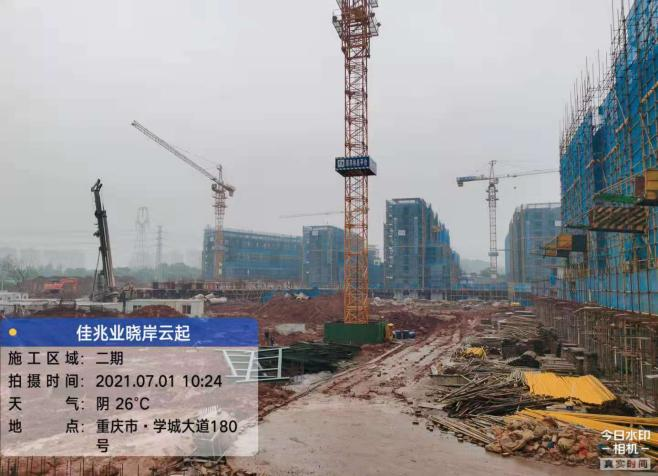 佳兆业晓岸云起
施工区域: 二期
拍摄时间: 2021.07.01 10:24
天 气: 阴 26°C
地 点: 重庆市·学城大道180
号
今日水印
相机
真实时间